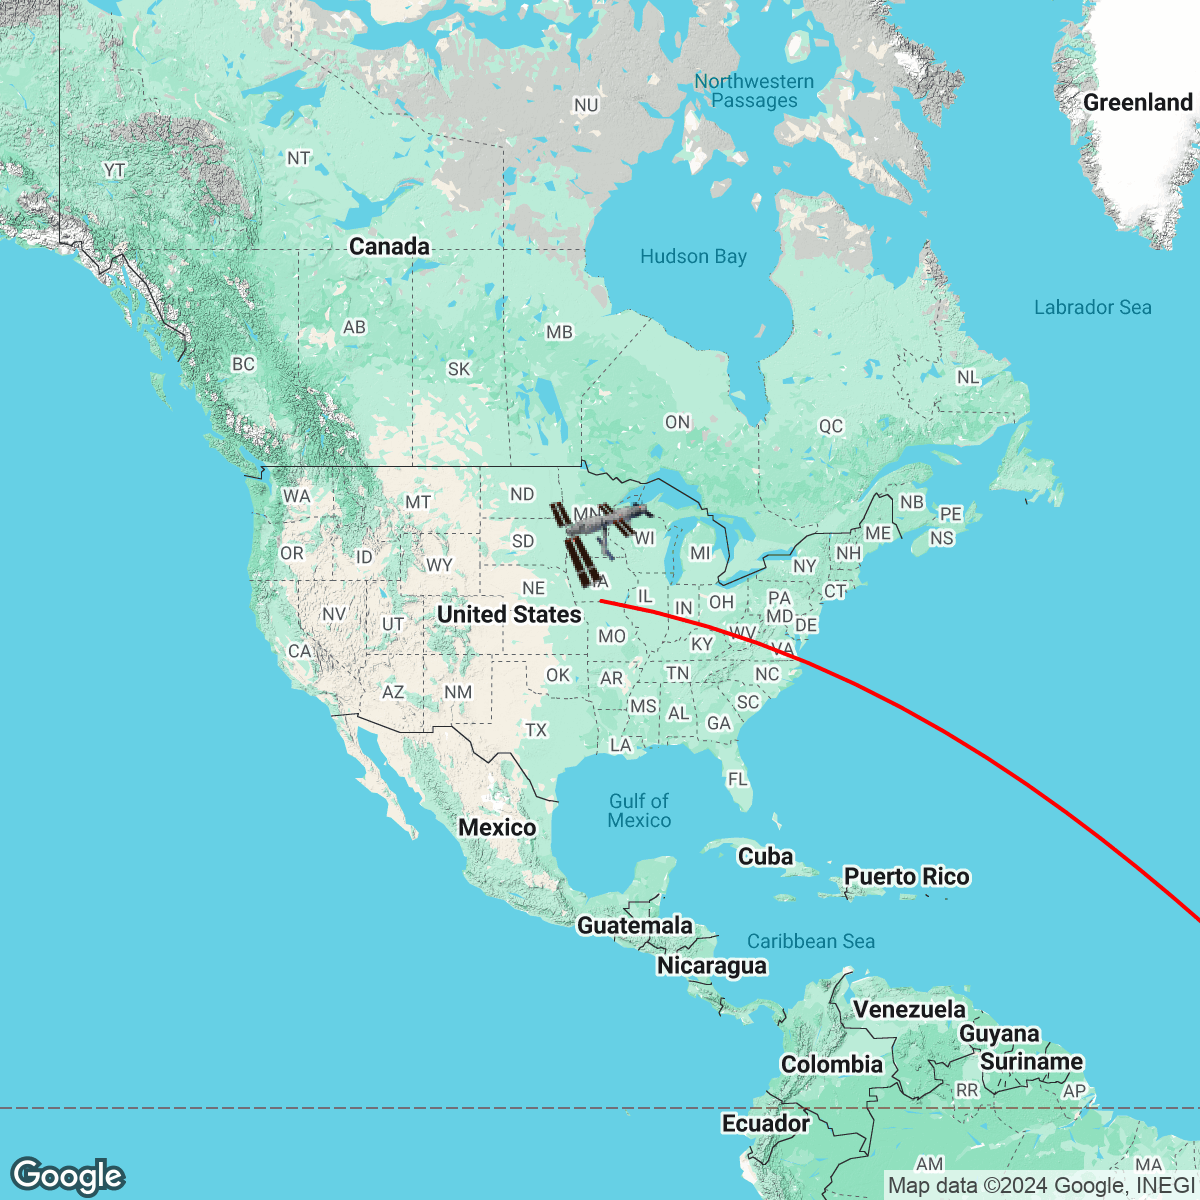 Northwestern
Passages
NU
Greenland
NT
YT
Canada
Hudson Bay
Labrador Sea
AB
MB
BC
SK
NL
ON
QC
WA
MT
ND
MN
NB
PE
OR
ID
SD
WI
MI
ME
NS
WY
NH
NY
NE
IA
IL
IN
OH
PA
CT
NV
UT
United States
MO
MD
DE
CA
KY
WV
VA
AZ
NM
OK
AR
TN
NC
MS
AL
SC
GA
TX
LA
FL
Gulf of
Mexico
Mexico
Cuba
Puerto Rico
Guatemala
Caribbean Sea
Nicaragua
Venezuela
Guyana
Colombia
Suriname
RR
AP
Ecuador
AM
MA
Google
Map data ©2024 Google, INEGI